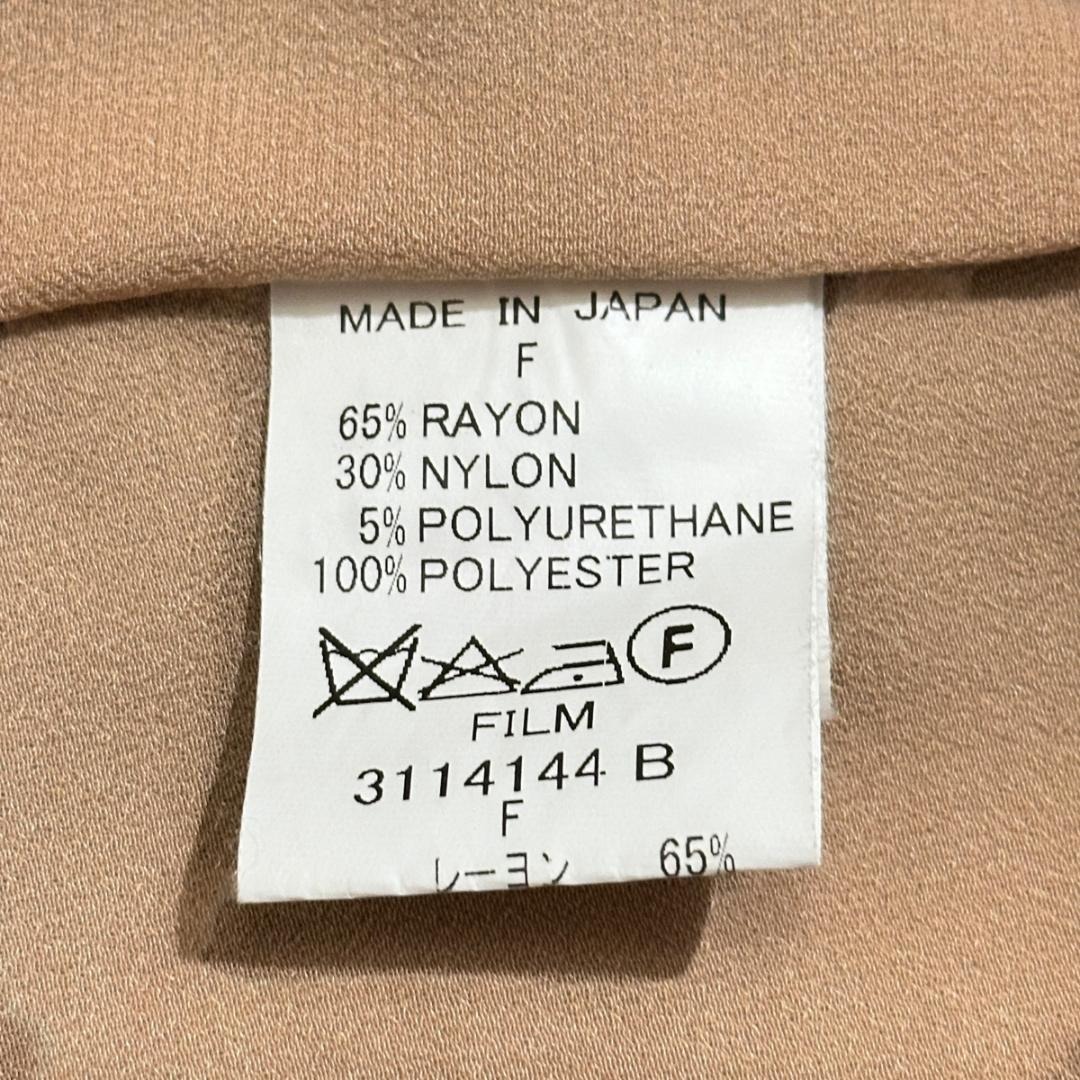 MADE IN JAPAN
F
65% RAYON
30% NYLON
5% POLYURETHANE
100% POLYESTER
F
FILM
3114144 B
F
レーヨン 65%